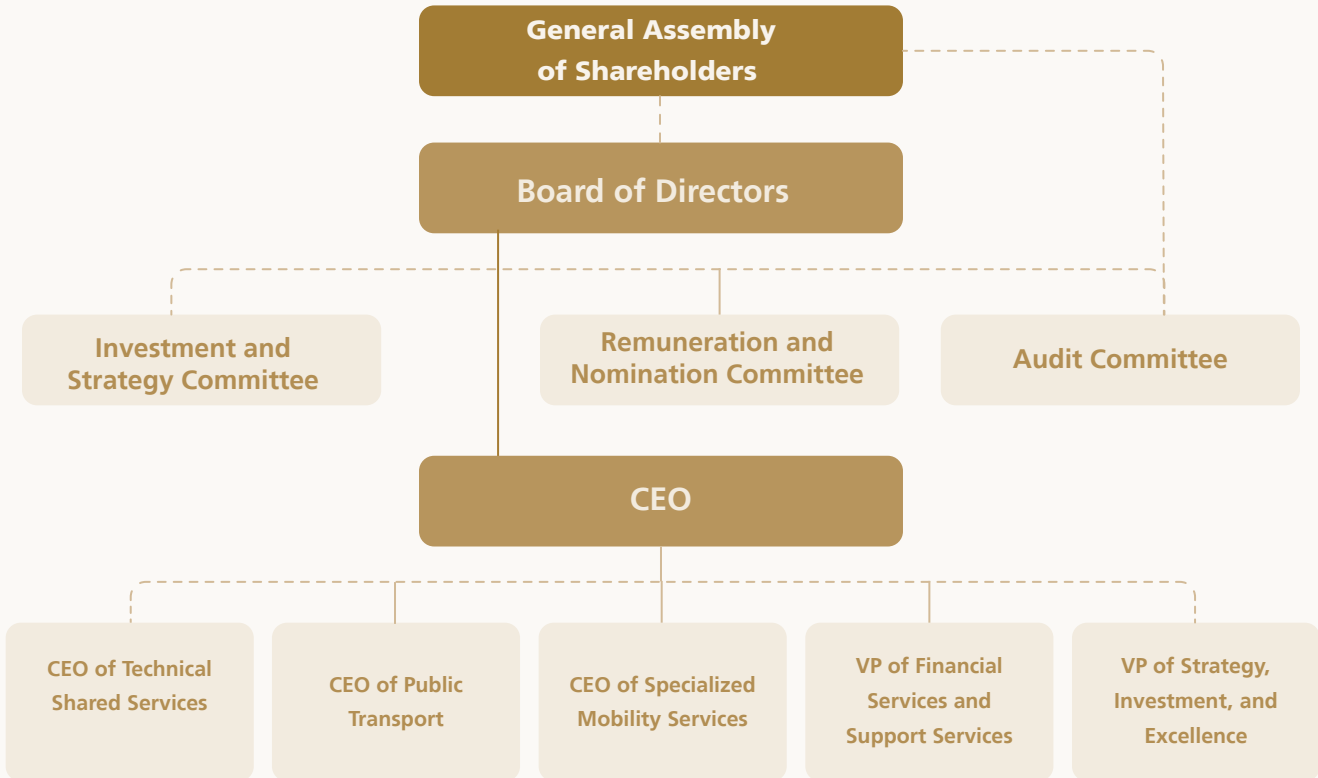 General Assembly
of Shareholders
Board of Directors
Investment and
Strategy Committee
Remuneration and
Nomination Committee
Audit Committee
CEO
CEO of Technical
Shared Services
CEO of Public
Transport
CEO of Specialized
Mobility Services
VP of Financial
Services and
Support Services
VP of Strategy,
Investment, and
Excellence